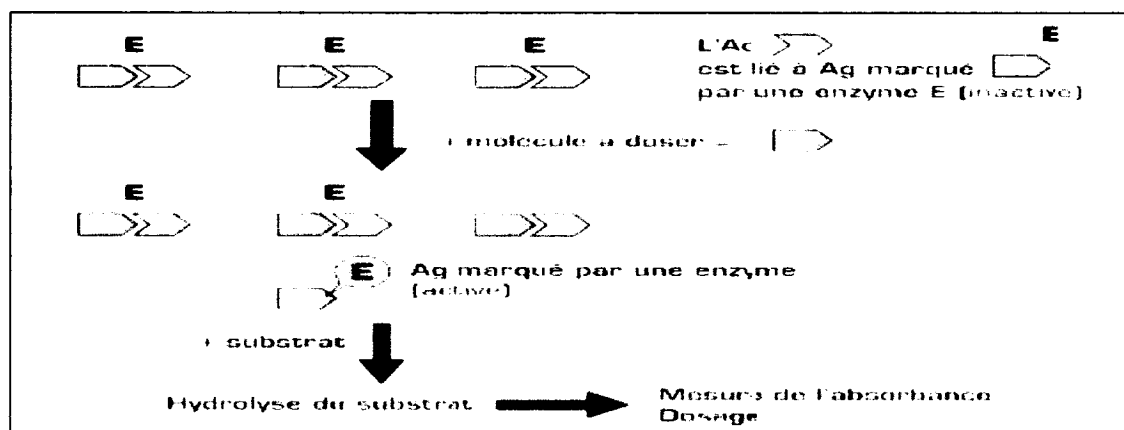 E E E E
L'Ac
est lié à Ag marqué
par une enzyme E (inactive)
+ molécule a doser =
E E
E Ag marqué par une enzyme
(active)
+ substrat
Hydrolyse du substrat
Mesure de l'absorbance
Dosage